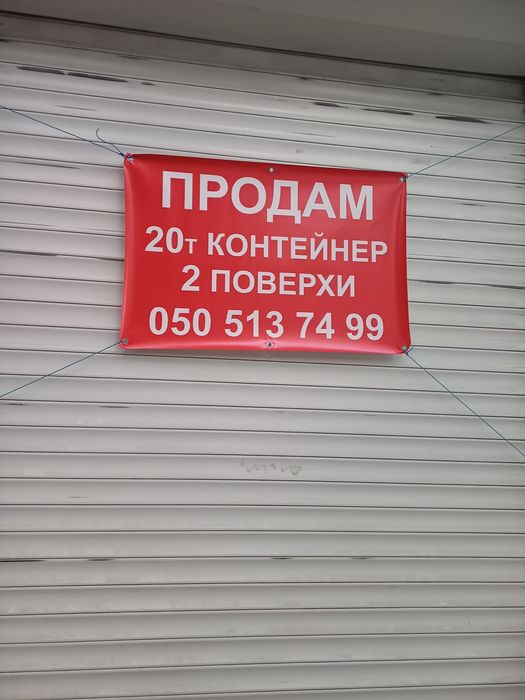 ПРОДАМ
20т КОНТЕЙНЕР
2 ПОВЕРХИ
050 513 74 99